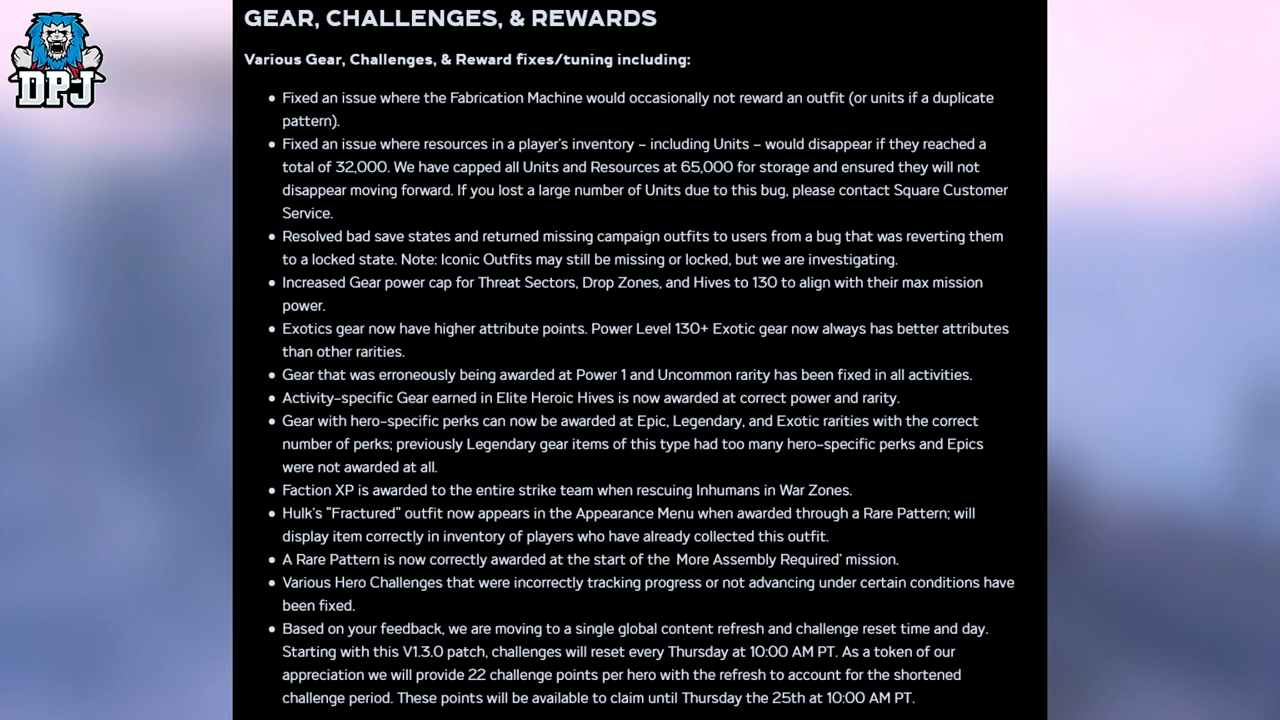 DPJ
GEAR, CHALLENGES, & REWARDS
Various Gear, Challenges, & Reward fixes/tuning including:
• Fixed an issue where the Fabrication Machine would occasionally not reward an outfit (or units if a duplicate
pattern).
• Fixed an issue where resources in a player's inventory – including Units – would disappear if they reached a
total of 32,000. We have capped all Units and Resources at 65,000 for storage and ensured they will not
disappear moving forward. If you lost a large number of Units due to this bug, please contact Square Customer
Service.
• Resolved bad save states and returned missing campaign outfits to users from a bug that was reverting them
to a locked state. Note: Iconic Outfits may still be missing or locked, but we are investigating.
• Increased Gear power cap for Threat Sectors, Drop Zones, and Hives to 130 to align with their max mission
power.
• Exotics gear now have higher attribute points. Power Level 130+ Exotic gear now always has better attributes
than other rarities.
• Gear that was erroneously being awarded at Power 1 and Uncommon rarity has been fixed in all activities.
• Activity-specific Gear earned in Elite Heroic Hives is now awarded at correct power and rarity.
• Gear with hero-specific perks can now be awarded at Epic, Legendary, and Exotic rarities with the correct
number of perks; previously Legendary gear items of this type had too many hero-specific perks and Epics
were not awarded at all.
• Faction XP is awarded to the entire strike team when rescuing Inhumans in War Zones.
• Hulk's "Fractured" outfit now appears in the Appearance Menu when awarded through a Rare Pattern; will
display item correctly in inventory of players who have already collected this outfit.
• A Rare Pattern is now correctly awarded at the start of the 'More Assembly Required' mission.
• Various Hero Challenges that were incorrectly tracking progress or not advancing under certain conditions have
been fixed.
• Based on your feedback, we are moving to a single global content refresh and challenge reset time and day.
Starting with this V1.3.0 patch, challenges will reset every Thursday at 10:00 AM PT. As a token of our
appreciation we will provide 22 challenge points per hero with the refresh to account for the shortened
challenge period. These points will be available to claim until Thursday the 25th at 10:00 AM PT.